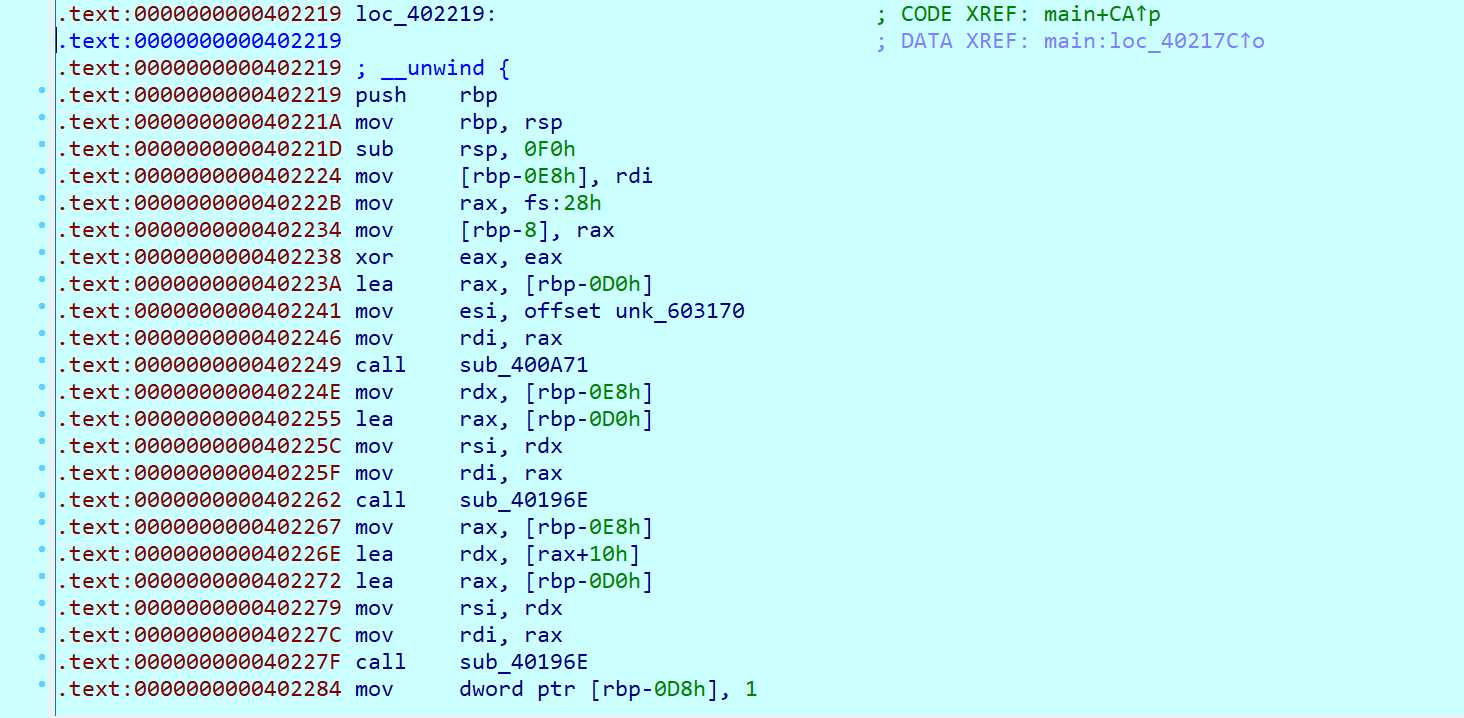 .text:0000000000402219 loc_402219: ; CODE XREF: main+CA↑p
.text:0000000000402219 ; DATA XREF: main:loc_40217C↑o
.text:0000000000402219 ; __unwind {
.text:0000000000402219 push rbp
.text:000000000040221A mov rbp, rsp
.text:000000000040221D sub rsp, 0F0h
.text:0000000000402224 mov [rbp-0E8h], rdi
.text:000000000040222B mov rax, fs:28h
.text:0000000000402234 mov [rbp-8], rax
.text:0000000000402238 xor eax, eax
.text:000000000040223A lea rax, [rbp-0D0h]
.text:0000000000402241 mov esi, offset unk_603170
.text:0000000000402246 mov rdi, rax
.text:0000000000402249 call sub_400A71
.text:000000000040224E mov rdx, [rbp-0E8h]
.text:0000000000402255 lea rax, [rbp-0D0h]
.text:000000000040225C mov rsi, rdx
.text:000000000040225F mov rdi, rax
.text:0000000000402262 call sub_40196E
.text:0000000000402267 mov rax, [rbp-0E8h]
.text:000000000040226E lea rdx, [rax+10h]
.text:0000000000402272 lea rax, [rbp-0D0h]
.text:0000000000402279 mov rsi, rdx
.text:000000000040227C mov rdi, rax
.text:000000000040227F call sub_40196E
.text:0000000000402284 mov dword ptr [rbp-0D8h], 1